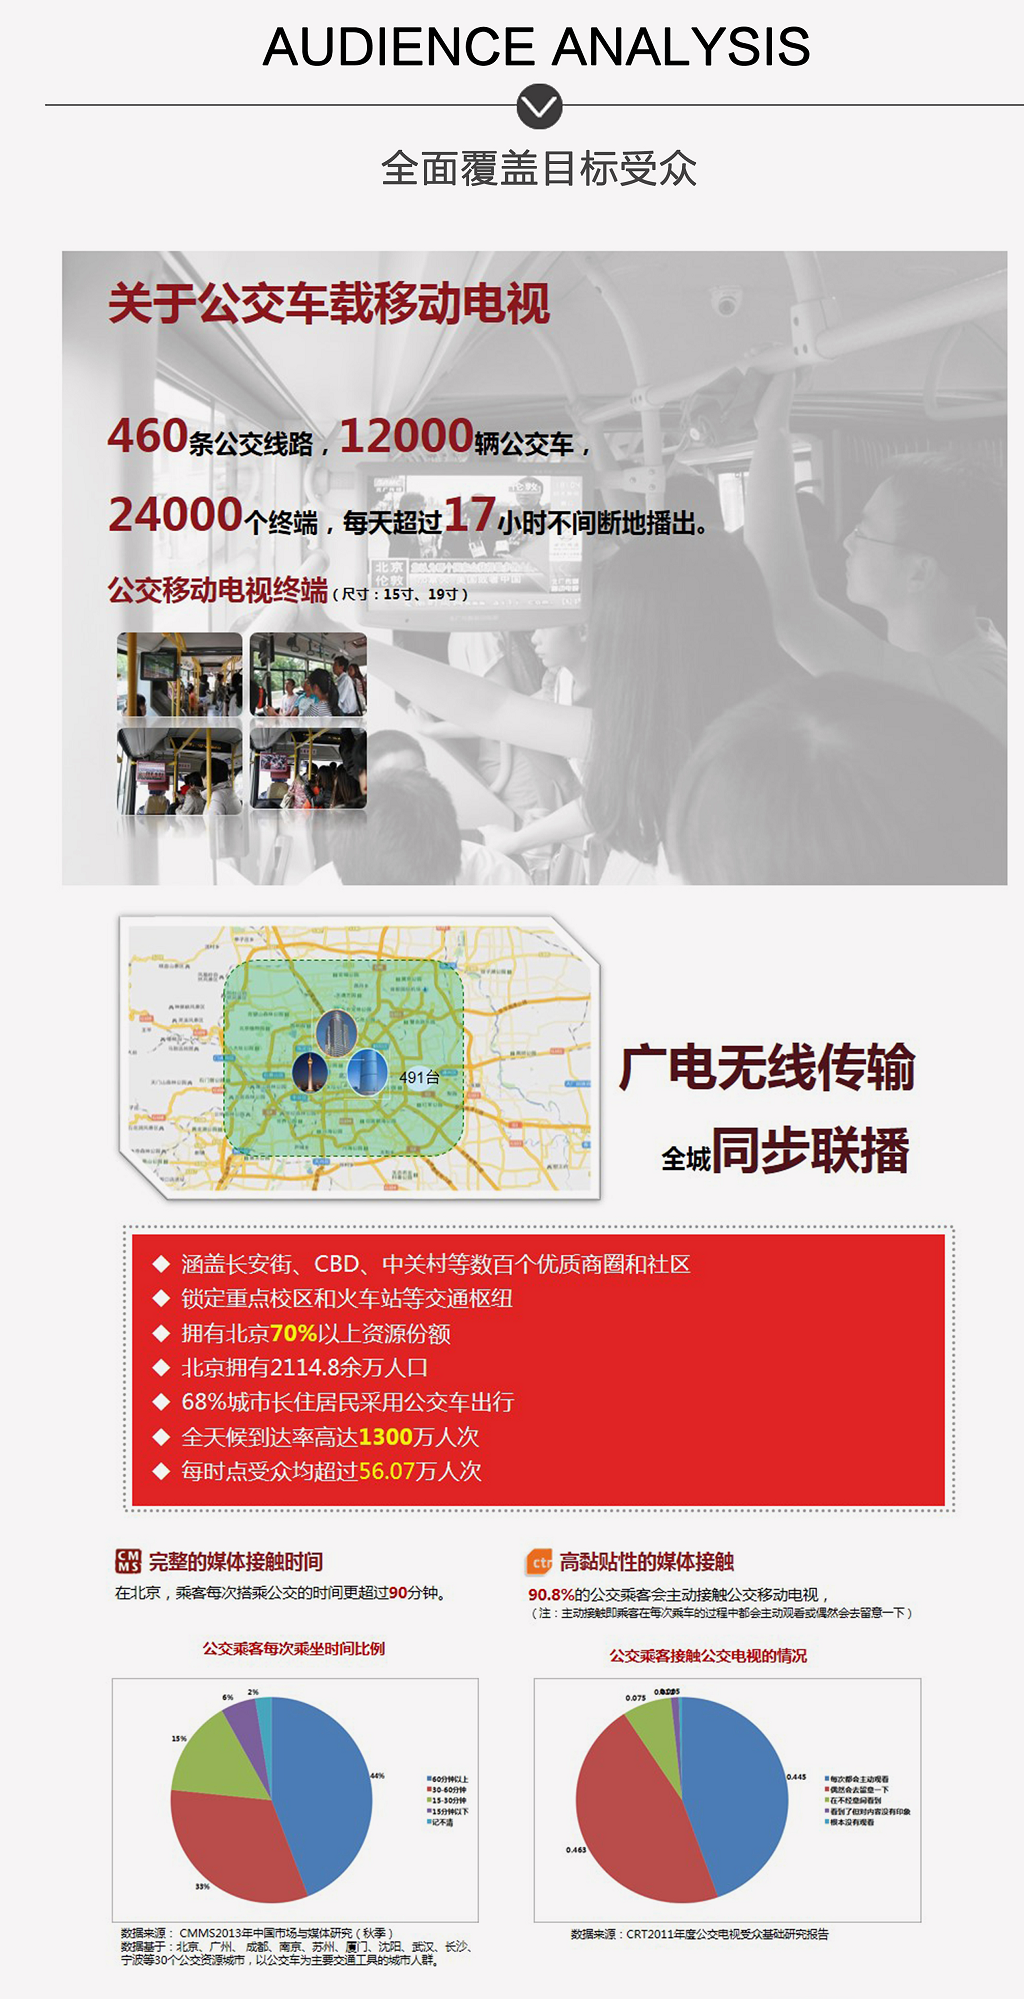 AUDIENCE ANALYSIS
全面覆盖目标受众
关于公交车载移动电视
460条公交线路，12000辆公交车，
24000个终端，每天超过17小时不间断地播出。
公交移动电视终端（尺寸：15寸、19寸）
北京
伦敦
491台
广电无线传输
全城同步联播
◆ 涵盖长安街、CBD、中关村等数百个优质商圈和社区
◆ 锁定重点校区和火车站等交通枢纽
◆ 拥有北京70%以上资源份额
◆ 北京拥有2114.8余万人口
◆ 68%城市长住居民采用公交车出行
◆ 全天候到达率高达1300万人次
◆ 每时点受众均超过56.07万人次
CMMS 完整的媒体接触时间
在北京，乘客每次搭乘公交的时间更超过90分钟。
公交乘客每次乘坐时间比例
2%
6%
15%
44%
33%
60分钟以上
30-60分钟
15-30分钟
15分钟以下
记不清
数据来源： CMMS2013年中国市场与媒体研究（秋季）
数据基于：北京、广州、 成都、南京、苏州、厦门、沈阳、武汉、长沙、
宁波等30个公交资源城市，以公交车为主要交通工具的城市人群。
ctr 高黏贴性的媒体接触
90.8%的公交乘客会主动接触公交移动电视，
（注：主动接触即乘客在每次乘车的过程中都会主动观看或偶然会去留意一下）
公交乘客接触公交电视的情况
0.075
0.445
0.463
每次都会主动观看
偶然会去留意一下
在不经意间看到
看到了但对内容没有印象
根本没有观看
数据来源：CRT2011年度公交电视受众基础研究报告